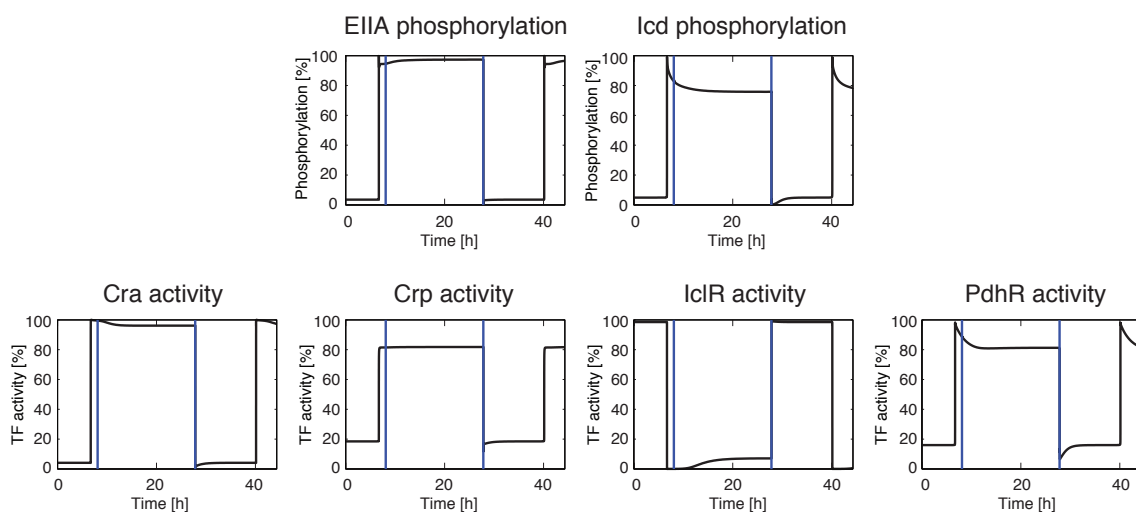 EIIA phosphorylation
Phosphorylation [%]
100
80
60
40
20
0
0 20 40
Time [h]
Icd phosphorylation
Phosphorylation [%]
100
80
60
40
20
0
0 20 40
Time [h]
Cra activity
TF activity [%]
100
80
60
40
20
0
0 20 40
Time [h]
Crp activity
TF activity [%]
100
80
60
40
20
0
0 20 40
Time [h]
IclR activity
TF activity [%]
100
80
60
40
20
0
0 20 40
Time [h]
PdhR activity
TF activity [%]
100
80
60
40
20
0
0 20 40
Time [h]